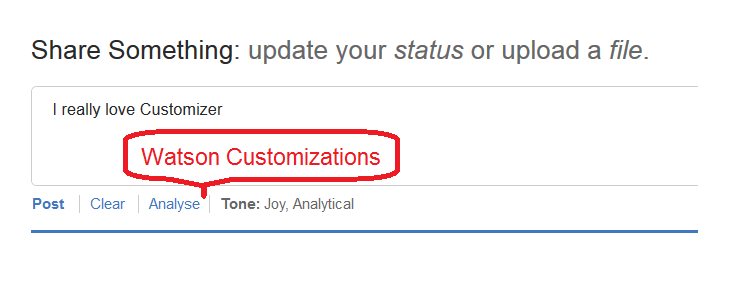 Share Something: update your status or upload a file.
I really love Customizer
Watson Customizations
Post Clear Analyse Tone: Joy, Analytical